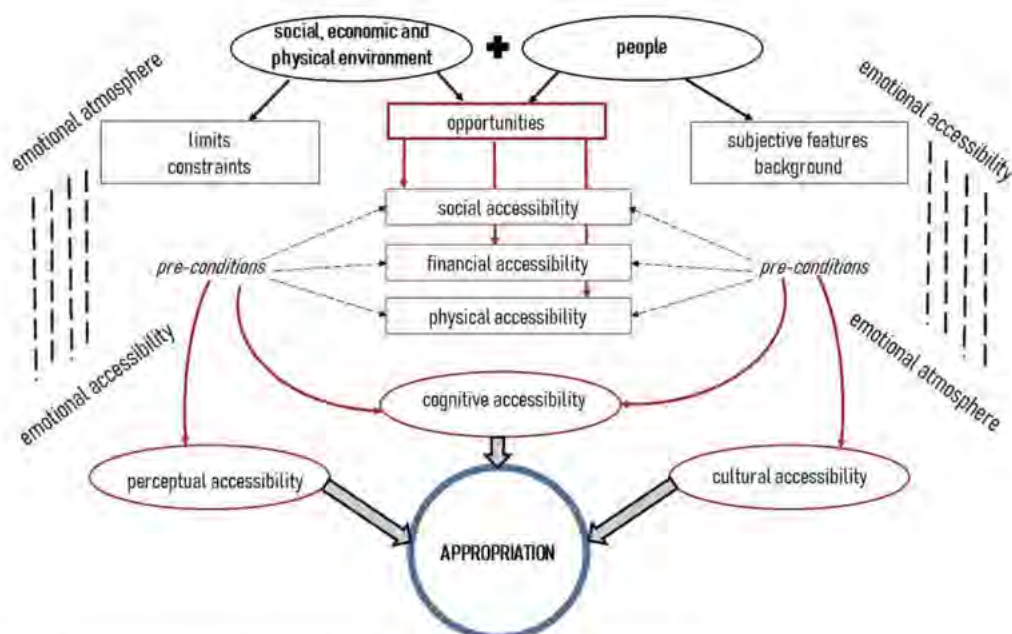 social, economic and
physical environment
people
emotional atmosphere
emotional accessibility
opportunities
limits
constraints
subjective features
background
social accessibility
pre-conditions
financial accessibility
pre-conditions
physical accessibility
emotional accessibility
emotional atmosphere
cognitive accessibility
perceptual accessibility
cultural accessibility
APPROPRIATION